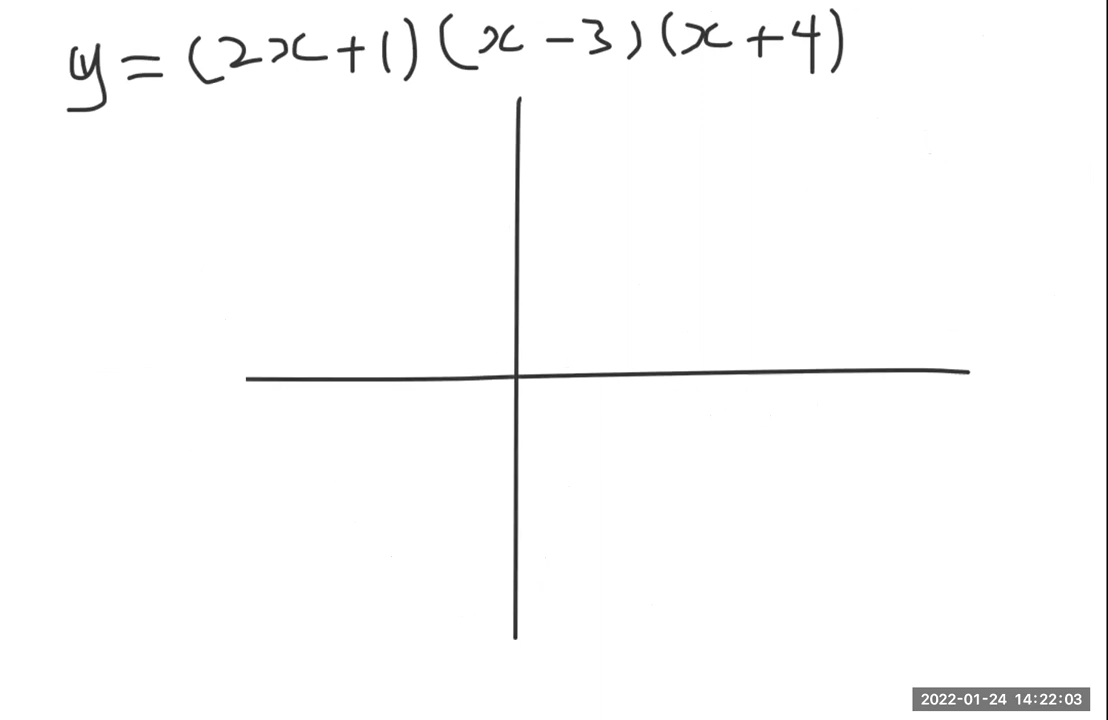 y = (2x+1)(x-3)(x+4)
2022-01-24 14:22:03